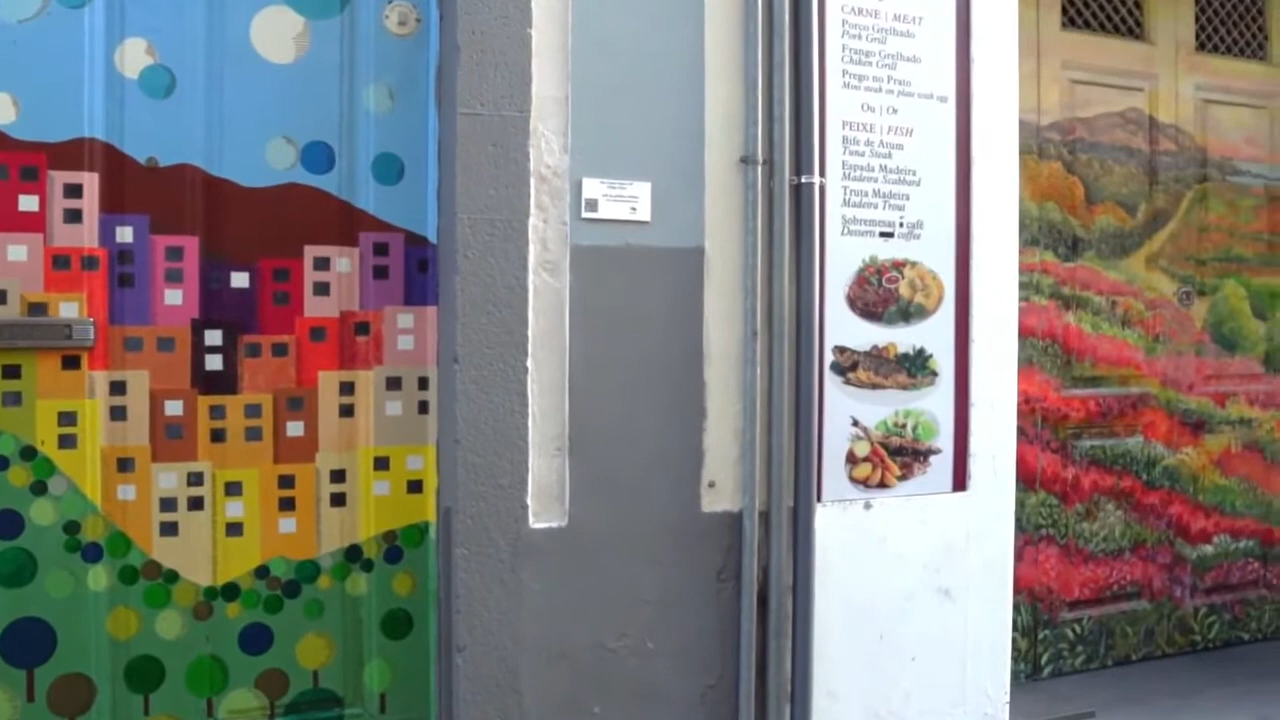 CARNE | MEAT
Porco Grelhado
Pork Grill
Frango Grelhado
Chiken Grill
Prego no Prato
Mini steak on plate with egg
Ou | Or
PEIXE | FISH
Bife de Atum
Tuna Steak
Espada Madeira
Madeira Scabbard
Truta Madeira
Madeira Trout
Sobremesas café
Desserts coffee